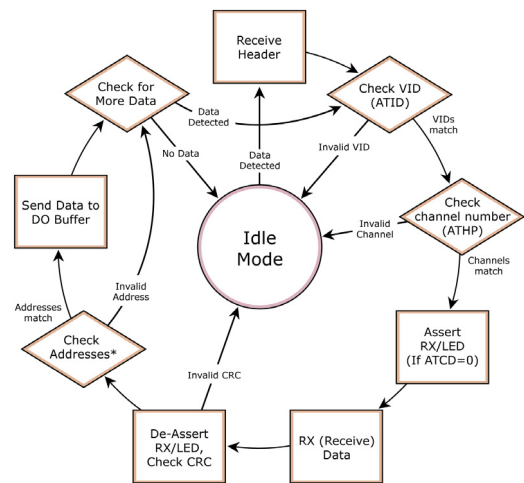 Receive
Header
Check VID
(ATID)
Check for
More Data
Data
Detected
VIDs
match
No Data
Data
Detected
Invalid VID
Send Data to
DO Buffer
Check
channel number
(ATHP)
Invalid
Channel
Idle
Mode
Channels
match
Invalid
Address
Addresses
match
Assert
RX/LED
(If ATCD=0)
Check
Addresses*
Invalid CRC
De-Assert
RX/LED,
Check CRC
RX (Receive)
Data